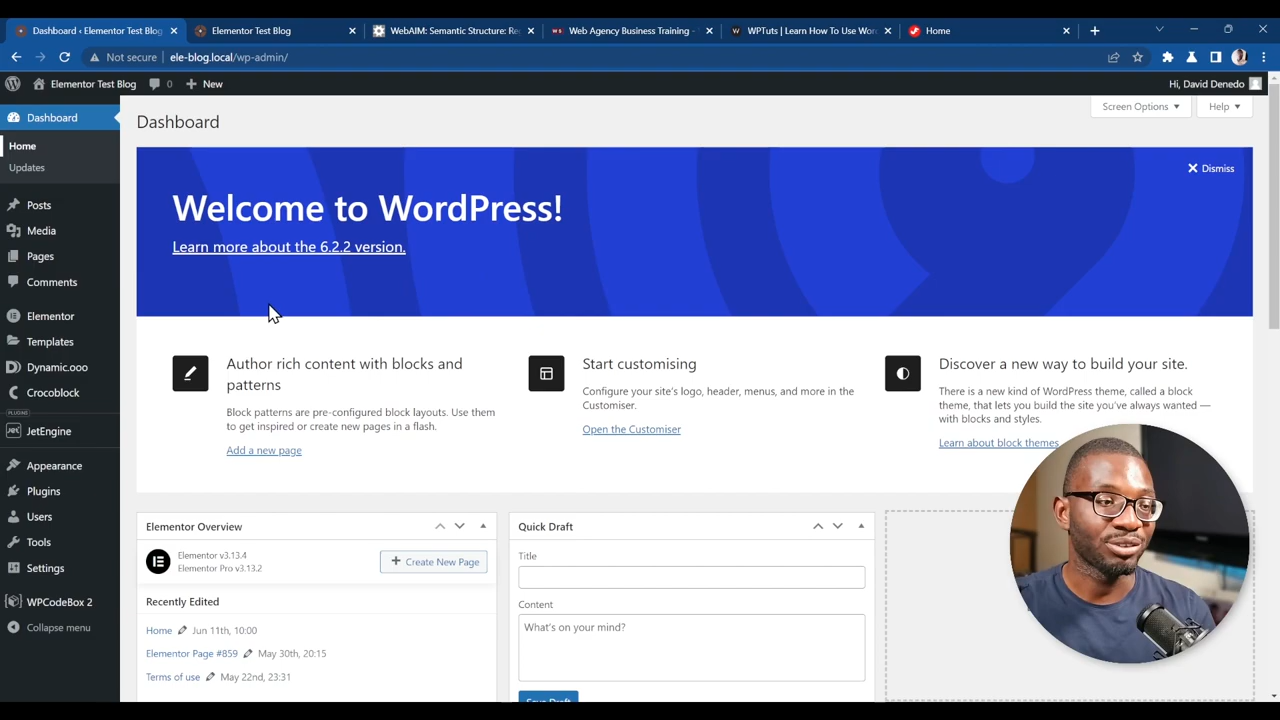 Dashboard ‹ Elementor Test Blog
Elementor Test Blog
WebAIM: Semantic Structure: Re
Web Agency Business Training -
WPTuts | Learn How To Use Wor
Home
Not secure
ele-blog.local/wp-admin/
Elementor Test Blog
0
New
Hi, David Denedo
Dashboard
Home
Updates
Posts
Media
Pages
Comments
Elementor
Templates
Dynamic.ooo
Crocoblock
PLUGINS
JetEngine
Appearance
Plugins
Users
Tools
Settings
WPCodeBox 2
Collapse menu
Dashboard
Screen Options
Help
Dismiss
Welcome to WordPress!
Learn more about the 6.2.2 version.
Author rich content with blocks and
patterns
Block patterns are pre-configured block layouts. Use them
to get inspired or create new pages in a flash.
Add a new page
Start customising
Configure your site's logo, header, menus, and more in the
Customiser.
Open the Customiser
Discover a new way to build your site.
There is a new kind of WordPress theme, called a block
theme, that lets you build the site you've always wanted —
with blocks and styles.
Learn about block themes
Elementor Overview
Elementor v3.13.4
Elementor Pro v3.13.2
Create New Page
Recently Edited
Home Jun 11th, 10:00
Elementor Page #859 May 30th, 20:15
Terms of use May 22nd, 23:31
Quick Draft
Title
Content
What's on your mind?
Save Draft